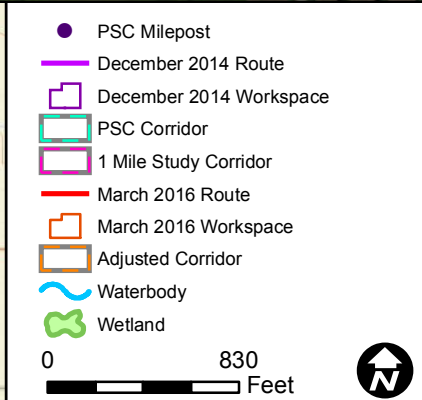 PSC Milepost
December 2014 Route
December 2014 Workspace
PSC Corridor
1 Mile Study Corridor
March 2016 Route
March 2016 Workspace
Adjusted Corridor
Waterbody
Wetland
0 830
Feet
N